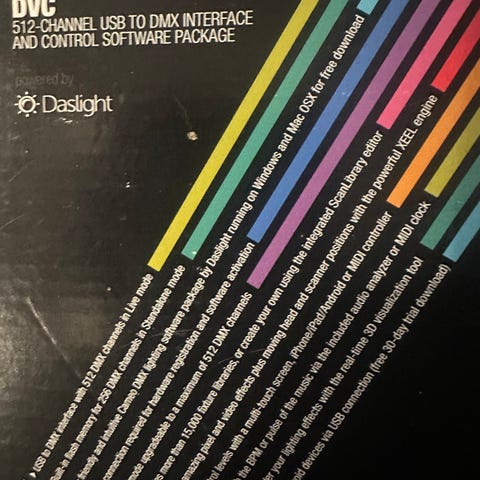 DVC
512-CHANNEL USB TO DMX INTERFACE
AND CONTROL SOFTWARE PACKAGE
powered by
Daslight
USB to DMX interface with 512 DMX channels in Live mode
in flash memory for 256 DMX channels in Standalone mode
friendly and intuitive Cameo DMX lighting software package by Daslight running on Windows and Mac OSX for free download
connection required for hardware registration and software activation
mode upgradeable to a maximum of 512 DMX channels
more than 15,000 fixture libraries, or create your own using the integrated ScanLibrary editor
amazing pixel and video effects plus moving head and scanner positions with the powerful XEEL engine
levels with a multi-touch screen, iPhone/iPad/Android or MIDI controller
the BPM or pulse of the music via the included audio analyzer or MIDI clock
your lighting effects with the real-time 3D visualization tool
devices via USB connection (free 30-day trial download)